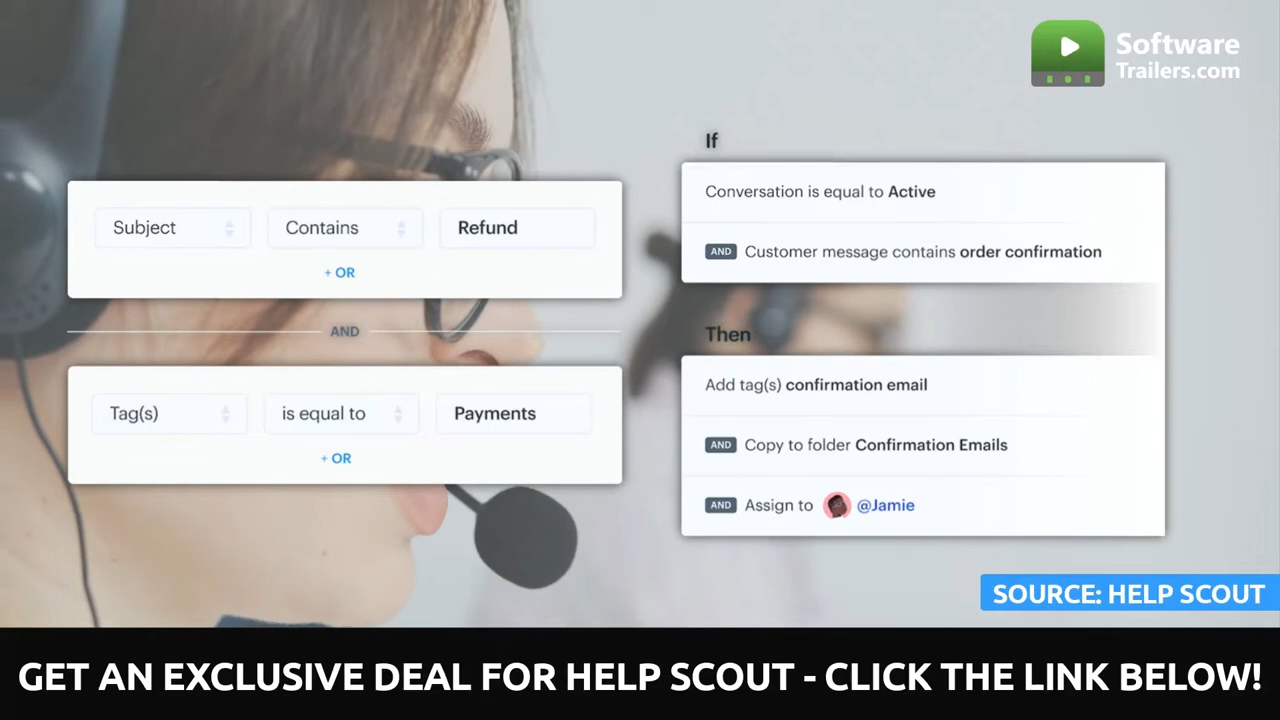 Software
Trailers.com
Subject Contains Refund
+ OR
AND
Tag(s) is equal to Payments
+ OR
If
Conversation is equal to Active
AND Customer message contains order confirmation
Then
Add tag(s) confirmation email
AND Copy to folder Confirmation Emails
AND Assign to @Jamie
SOURCE: HELP SCOUT
GET AN EXCLUSIVE DEAL FOR HELP SCOUT - CLICK THE LINK BELOW!